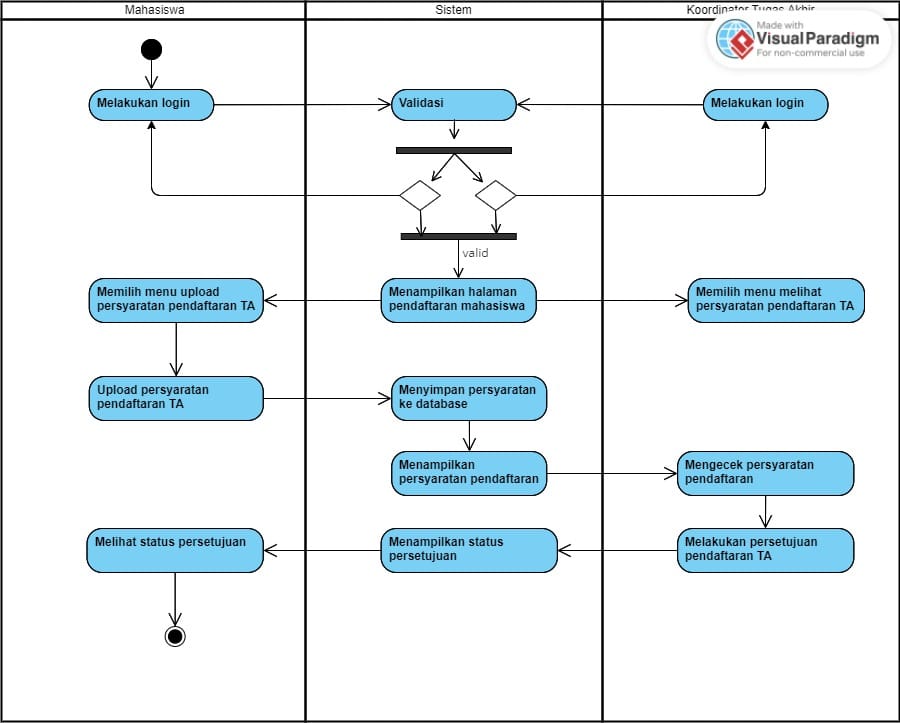 Mahasiswa
Sistem
Koordinator Tugas Akhir
Made with
VisualParadigm
For non-commercial use
Melakukan login
Validasi
Melakukan login
valid
Memilih menu upload
persyaratan pendaftaran TA
Menampilkan halaman
pendaftaran mahasiswa
Memilih menu melihat
persyaratan pendaftaran TA
Upload persyaratan
pendaftaran TA
Menyimpan persyaratan
ke database
Menampilkan
persyaratan pendaftaran
Mengecek persyaratan
pendaftaran
Melihat status persetujuan
Menampilkan status
persetujuan
Melakukan persetujuan
pendaftaran TA